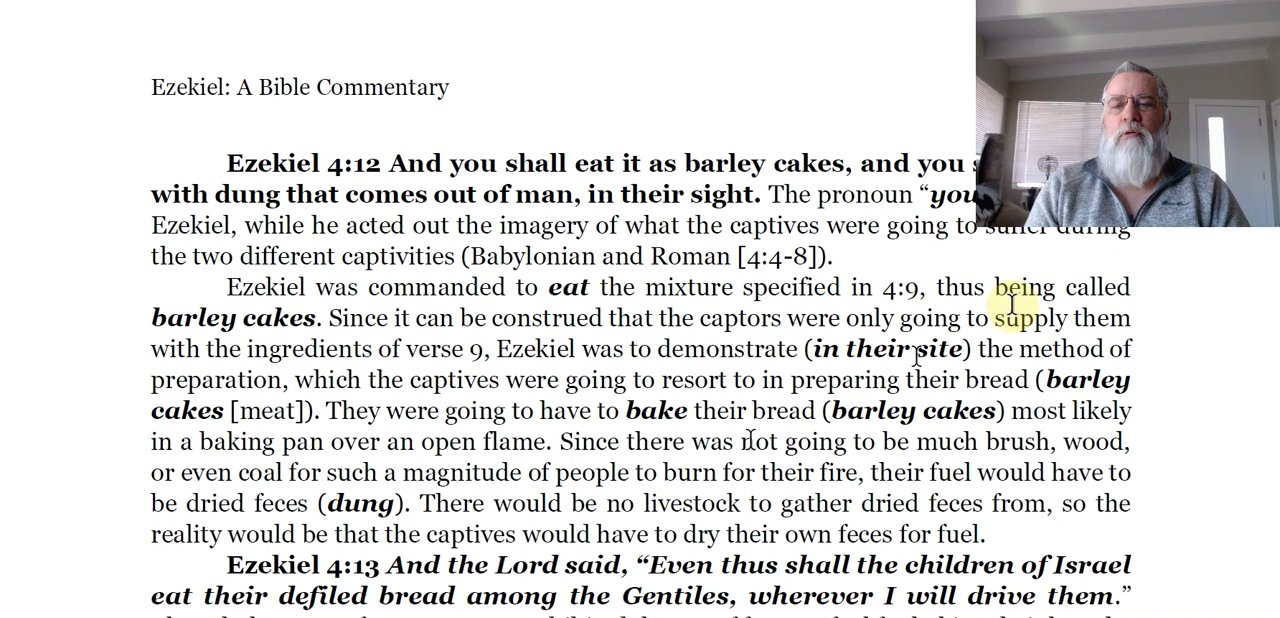 Ezekiel: A Bible Commentary
Ezekiel 4:12 And you shall eat it as barley cakes, and you
with dung that comes out of man, in their sight. The pronoun “you
Ezekiel, while he acted out the imagery of what the captives were going to suffer during
the two different captivities (Babylonian and Roman [4:4-8]).
Ezekiel was commanded to eat the mixture specified in 4:9, thus being called
barley cakes. Since it can be construed that the captors were only going to supply them
with the ingredients of verse 9, Ezekiel was to demonstrate (in their site) the method of
preparation, which the captives were going to resort to in preparing their bread (barley
cakes [meat]). They were going to have to bake their bread (barley cakes) most likely
in a baking pan over an open flame. Since there was not going to be much brush, wood,
or even coal for such a magnitude of people to burn for their fire, their fuel would have to
be dried feces (dung). There would be no livestock to gather dried feces from, so the
reality would be that the captives would have to dry their own feces for fuel.
Ezekiel 4:13 And the Lord said, “Even thus shall the children of Israel
eat their defiled bread among the Gentiles, wherever I will drive them.”